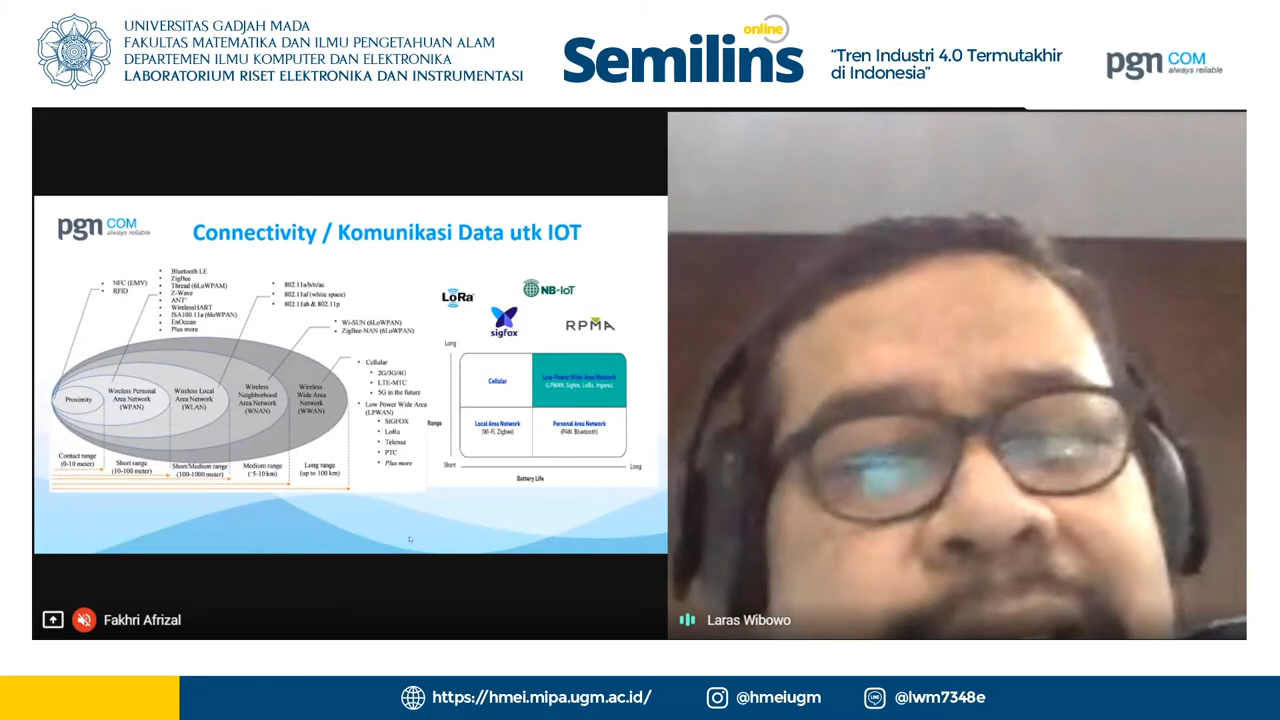 UNIVERSITAS GADJAH MADA
FAKULTAS MATEMATIKA DAN ILMU PENGETAHUAN ALAM
DEPARTEMEN ILMU KOMPUTER DAN ELEKTRONIKA
LABORATORIUM RISET ELEKTRONIKA DAN INSTRUMENTASI
online
Semilins
“Tren Industri 4.0 Termutakhir
di Indonesia”
pgn COM
always reliable
pgn COM
always reliable
Connectivity / Komunikasi Data utk IOT
• NFC (EMV)
• RFID
• Bluetooth LE
• ZigBee
• Thread (6LoWPAM)
• Z-Wave
• ANT+
• WirelessHART
• ISA100.11a (6loWPAN)
• EnOcean
• Plus more
• 802.11a/b/n/ac
• 802.11af (white space)
• 802.11ah & 802.11p
• Wi-SUN (6LoWPAN)
• ZigBee-NAN (6LoWPAN)
• Cellular
• 2G/3G/4G
• LTE-MTC
• 5G in the future
• Low Power Wide Area
(LPWAN)
• SIGFOX
• LoRa
• Telensa
• PTC
• Plus more
Proximity
Wireless Personal
Area Network
(WPAN)
Wireless Local
Area Network
(WLAN)
Wireless
Neighborhood
Area Network
(WNAN)
Wireless
Wide Area
Network
(WWAN)
Contact range
(0-10 meter)
Short range
(10-100 meter)
Short/Medium range
(100-1000 meter)
Medium range
(~5-10 km)
Long range
(up to 100 km)
LoRa
NB-IoT
sigfox
RPMA
Long
Range
Short
Cellular
Low-Power Wide-Area Network
(LPWAN, Sigfox, LoRa, Ingenu)
Local Area Network
(Wi-Fi, Zigbee)
Personal Area Network
(PAN: Bluetooth)
Long
Battery Life
Fakhri Afrizal
Laras Wibowo
https://hmei.mipa.ugm.ac.id/
@hmeiugm
LINE
@lwm7348e